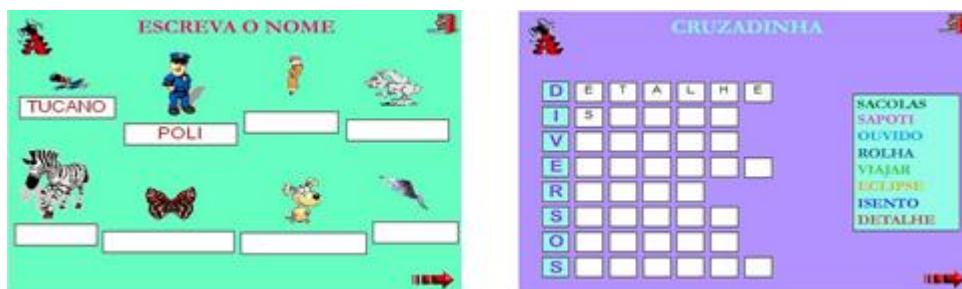 ESCREVA O NOME
TUCANO
POLI
CRUZADINHA
D E T A L H E
I S
V
E
R
S
O
S
SACOLAS
SAPOTI
OUVIDO
ROLHA
VIAJAR
ECLIPSE
ISENTO
DETALHE